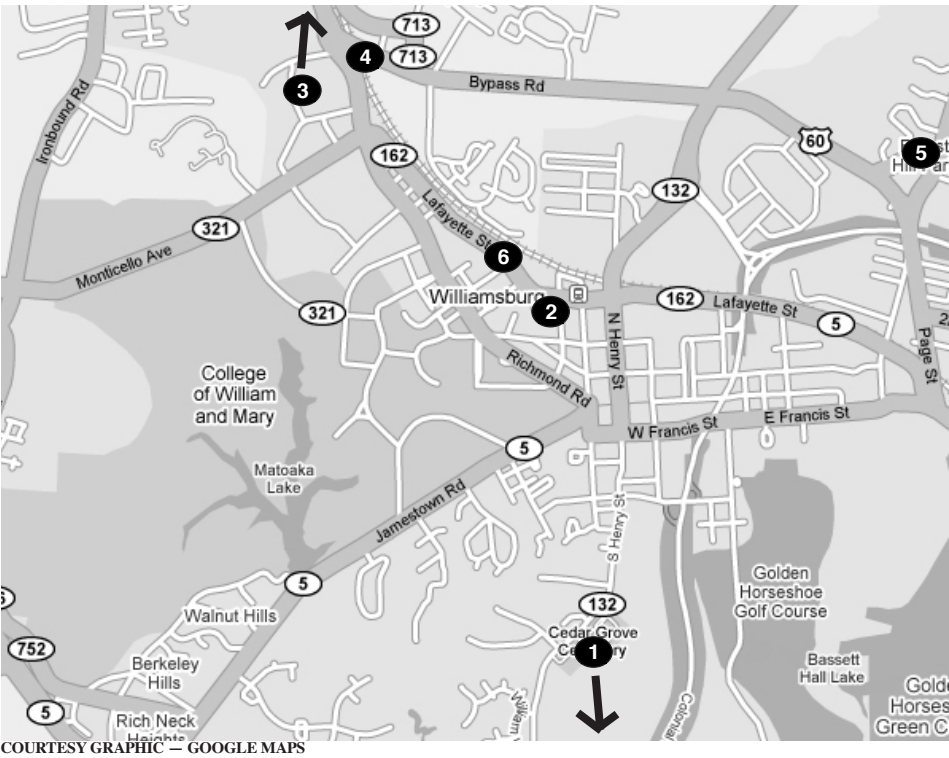 713
713
4
3
Bypass Rd
Ironbound Rd
60
5
162
132
321
Monticello Ave
Lafayette St
6
Williamsburg
2
162
Lafayette St
5
321
N Henry St
Page St
2
Richmond Rd
College
of William
and Mary
W Francis St
E Francis St
5
Matoaka
Lake
Jamestown Rd
S Henry St
5
Golden
Horseshoe
Golf Course
132
Walnut Hills
Cedar Grove
1
752
Berkeley
Hills
Bassett
Hall Lake
5
Rich Neck
Heights
William
Colonial
Green C
COURTESY GRAPHIC — GOOGLE MAPS